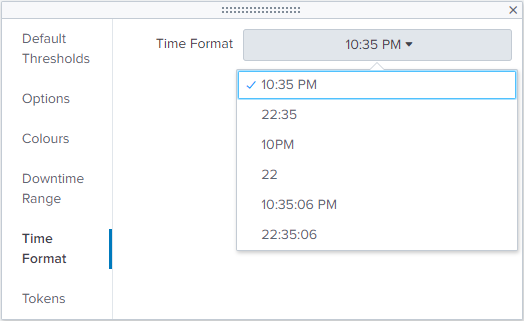 Default
Thresholds
Options
Colours
Downtime
Range
Time
Format
Tokens
Time Format
10:35 PM
10:35 PM
22:35
10PM
22
10:35:06 PM
22:35:06